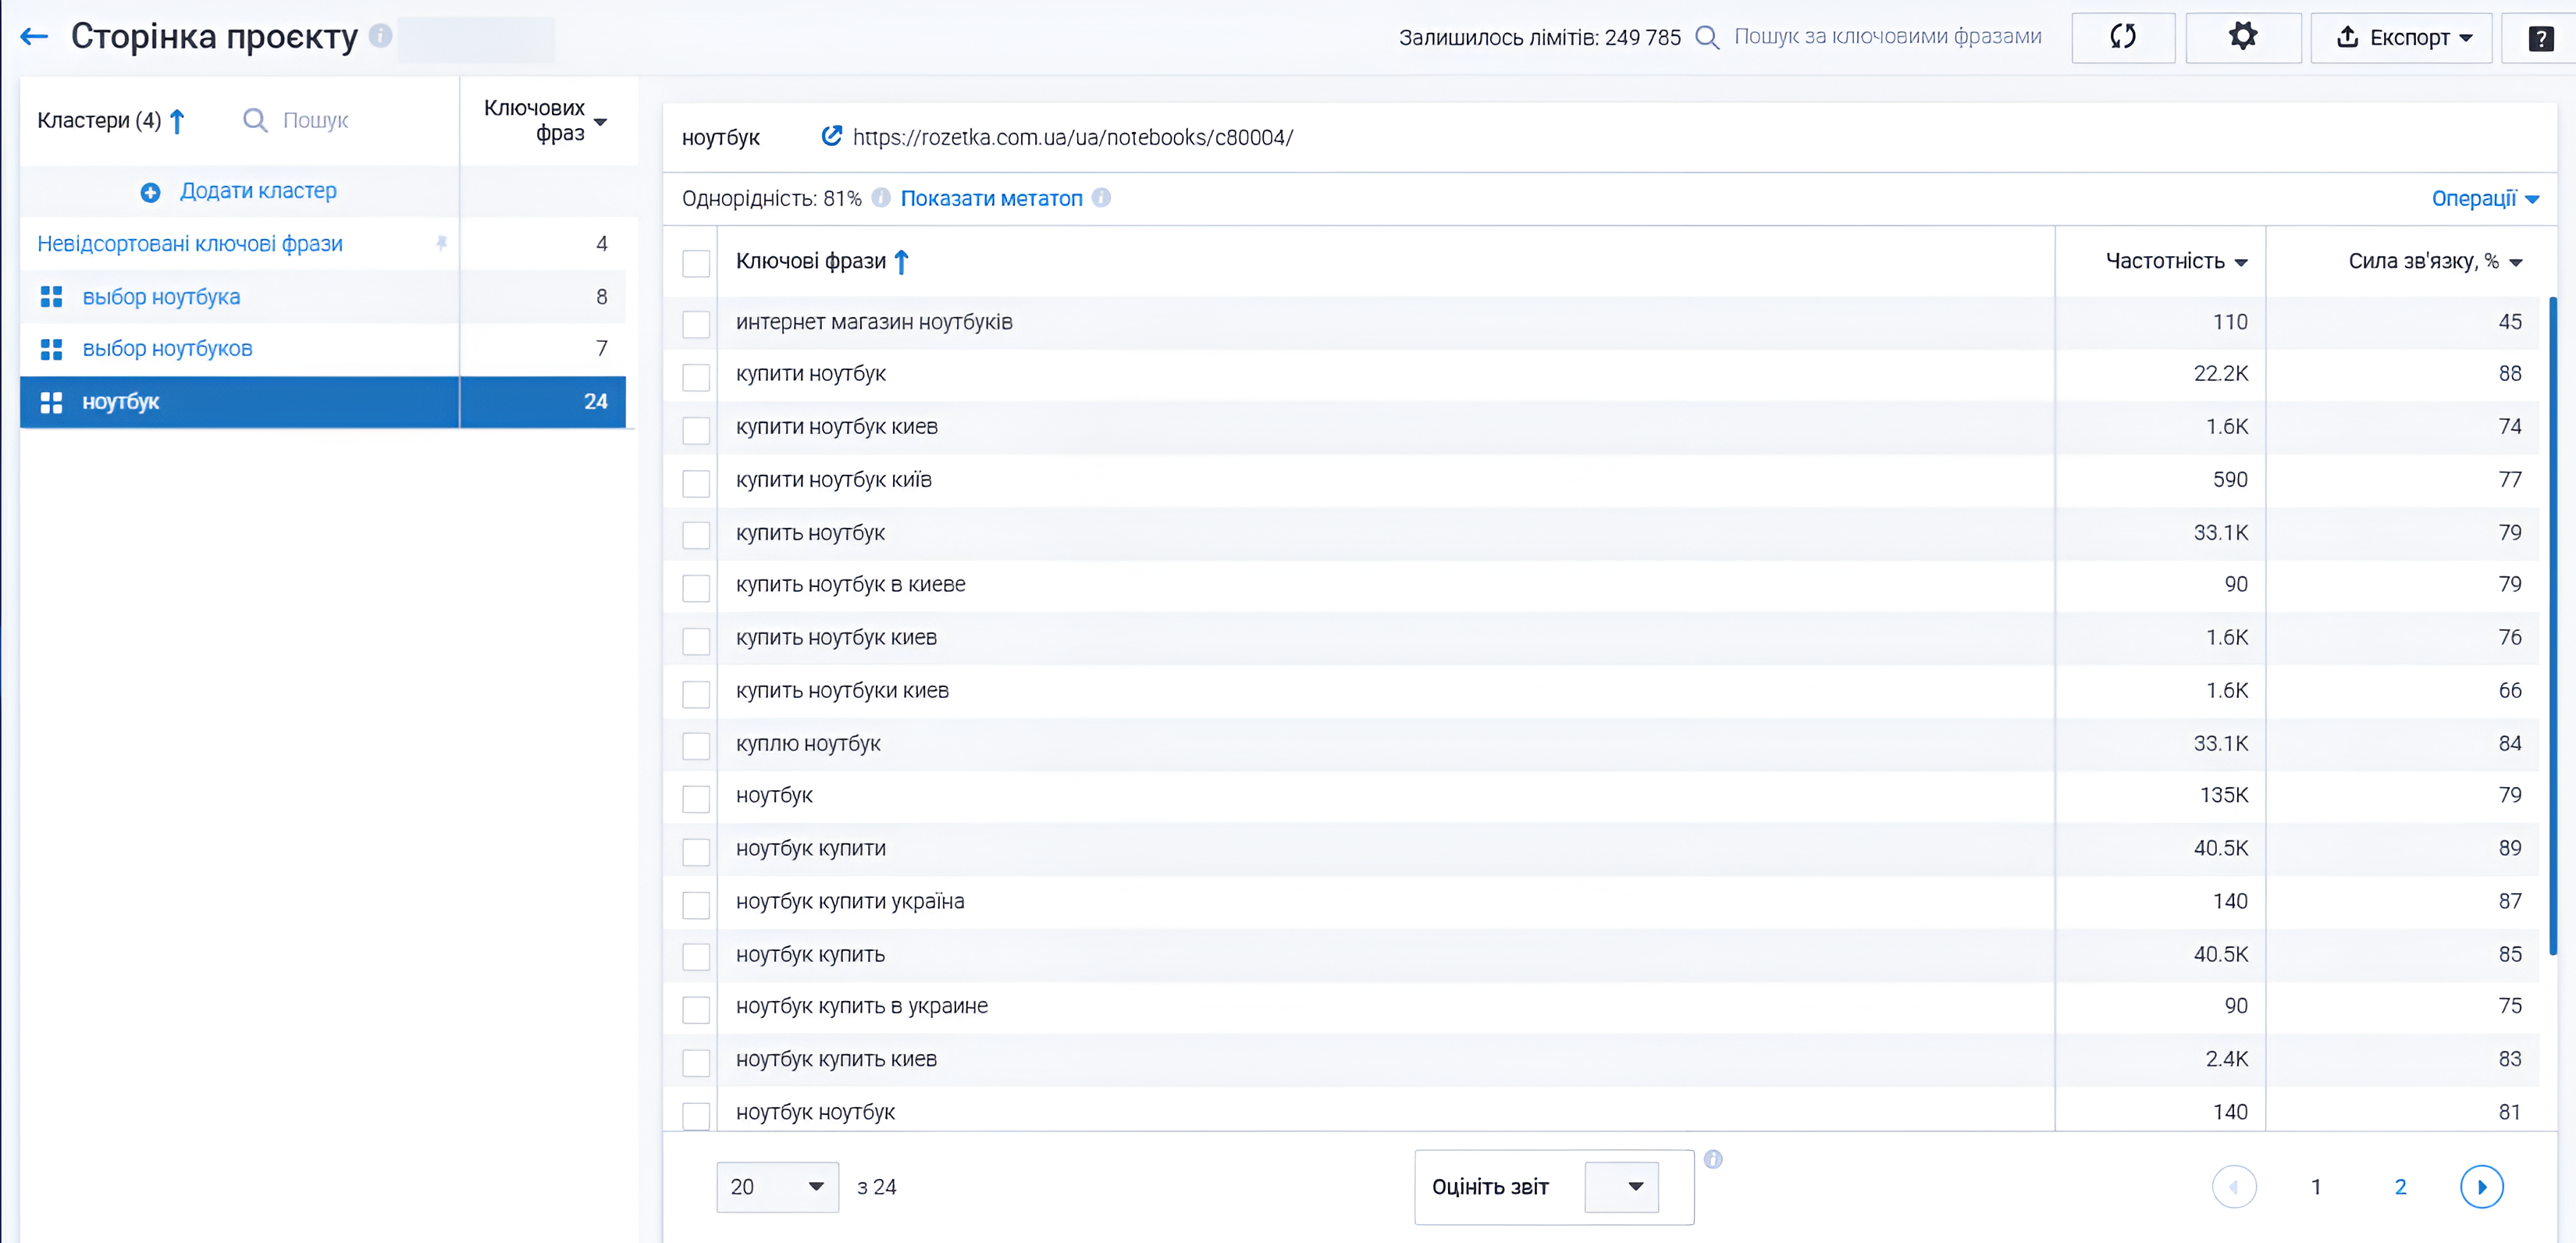 Сторінка проєкту
Залишилось лімітів: 249 785
Пошук за ключовими фразами
Експорт
?
Кластери (4)
Пошук
Ключових
фраз
Додати кластер
Невідсортовані ключові фрази 4
выбор ноутбука 8
выбор ноутбуков 7
ноутбук 24
ноутбук https://rozetka.com.ua/ua/notebooks/c80004/
Однорідність: 81% Показати метатоп
Операції
Ключові фрази Частотність Сила зв'язку, %
интернет магазин ноутбуків 110 45
купити ноутбук 22.2K 88
купити ноутбук киев 1.6K 74
купити ноутбук київ 590 77
купить ноутбук 33.1K 79
купить ноутбук в киеве 90 79
купить ноутбук киев 1.6K 76
купить ноутбуки киев 1.6K 66
куплю ноутбук 33.1K 84
ноутбук 135K 79
ноутбук купити 40.5K 89
ноутбук купити україна 140 87
ноутбук купить 40.5K 85
ноутбук купить в украине 90 75
ноутбук купить киев 2.4K 83
ноутбук ноутбук 140 81
20 з 24
Оцініть звіт
1 2